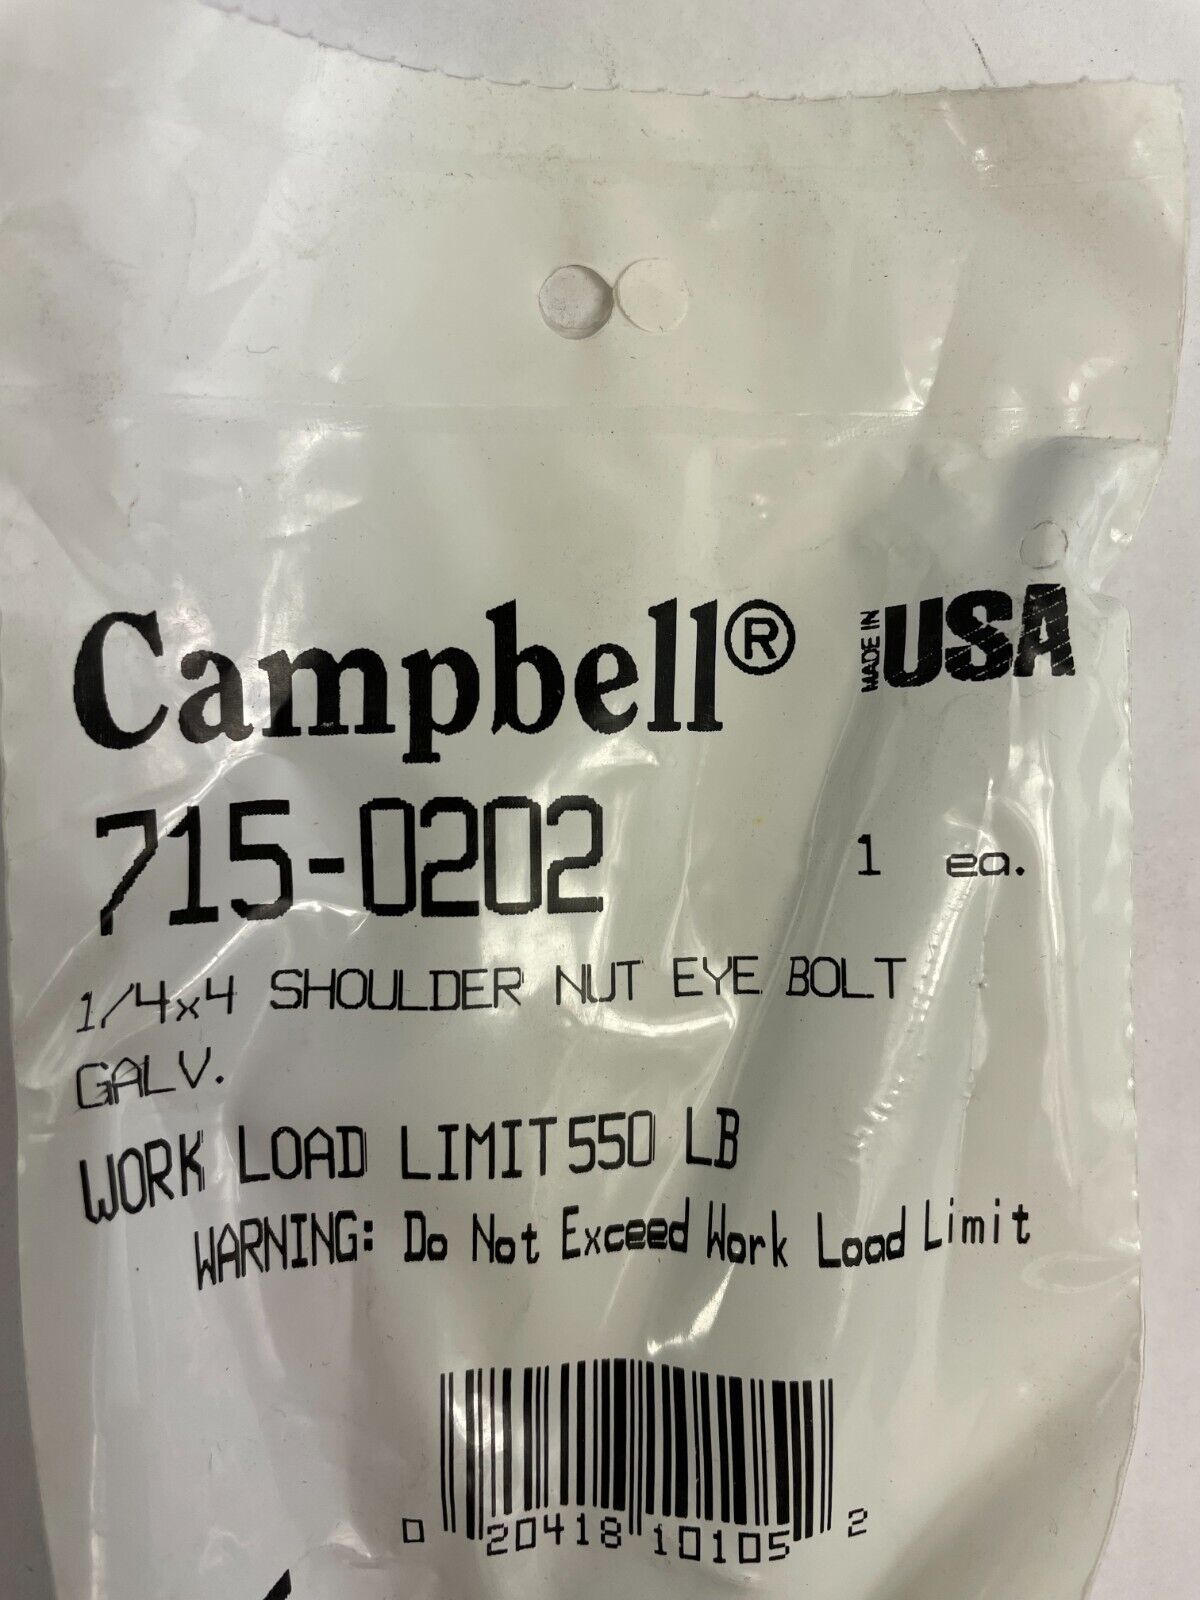 Campbell® MADE IN USA
715-0202 1 ea.
1/4x4 SHOULDER NUT EYE BOLT
GALV.
WORK LOAD LIMIT 550 LB
WARNING: Do Not Exceed Work Load Limit
0 20418 10105 2